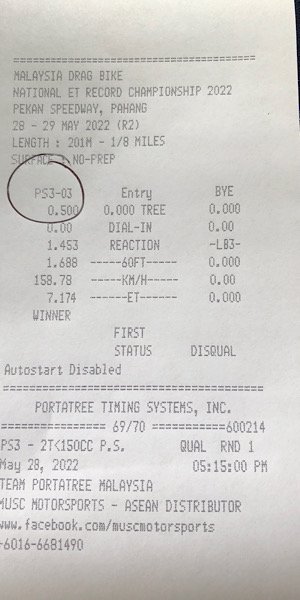 ==================================
MALAYSIA DRAG BIKE
NATIONAL ET RECORD CHAMPIONSHIP 2022
PEKAN SPEEDWAY, PAHANG
28 - 29 MAY 2022 (R2)
LENGTH : 201M - 1/8 MILES
SURFACE : NO-PREP
PS3-03 Entry BYE
0.500 0.000 TREE 0.000
0.00 DIAL-IN 0.00
1.453 REACTION ~LB3-
1.688 -----60FT----- 0.000
158.78 -----KM/H----- 0.00
7.174 ------ET------ 0.000
WINNER
FIRST
STATUS DISQUAL
Autostart Disabled
==================================
PORTATREE TIMING SYSTEMS, INC.
================ 69/70 ============600214
PS3 - 2T<150CC P.S. QUAL RND 1
May 28, 2022 05:15:00 PM
TEAM PORTATREE MALAYSIA
MUSC MOTORSPORTS - ASEAN DISTRIBUTOR
www.facebook.com/muscmotorsports
-6016-6681490